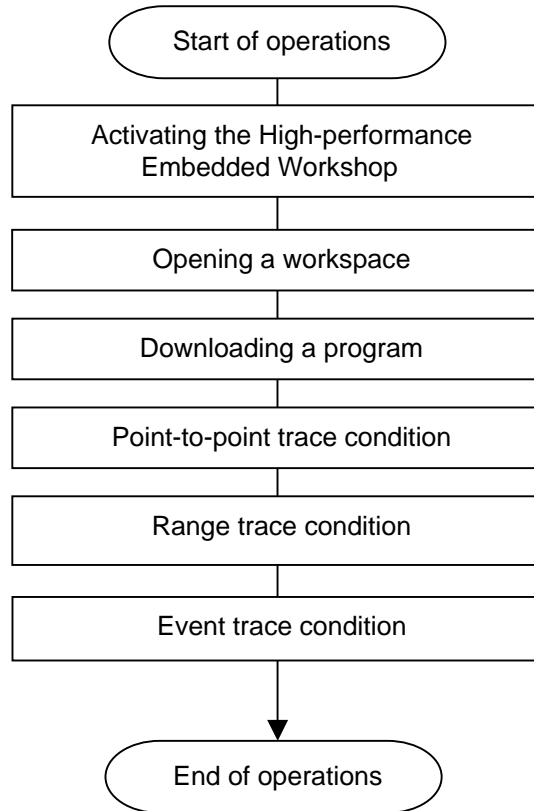 Start of operations
Activating the High-performance
Embedded Workshop
Opening a workspace
Downloading a program
Point-to-point trace condition
Range trace condition
Event trace condition
End of operations